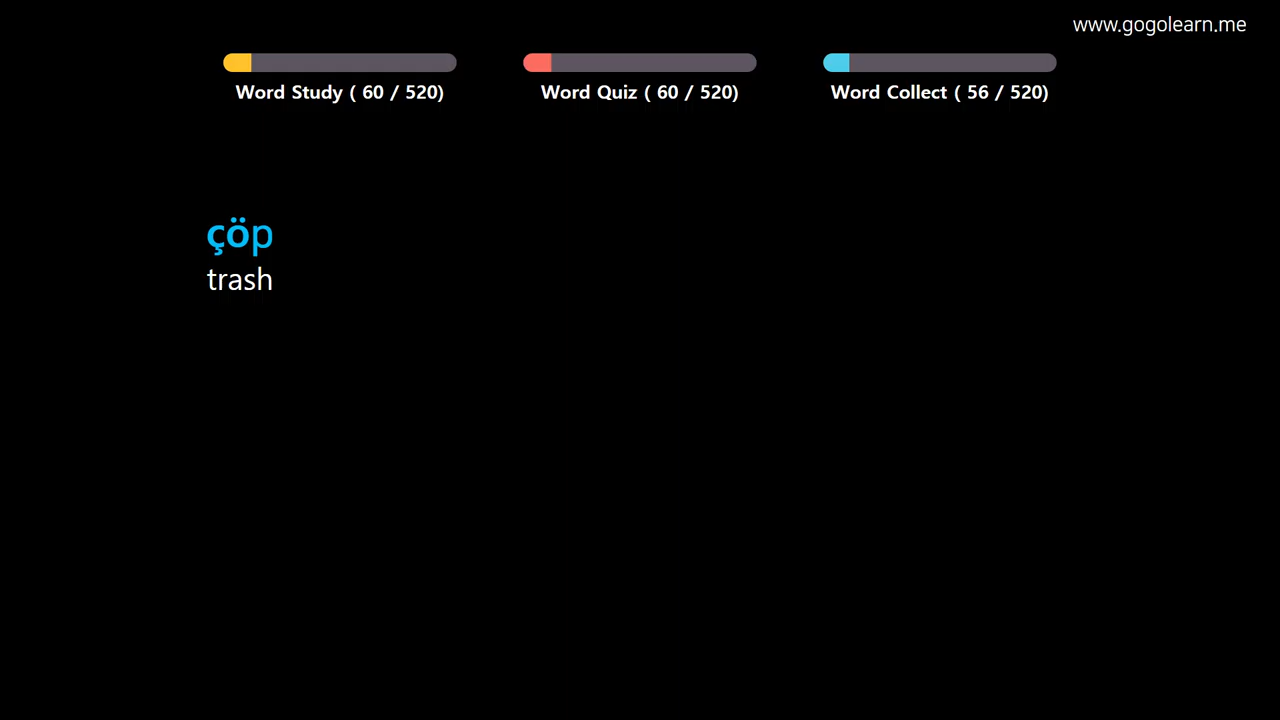 www.gogolearn.me
Word Study ( 60 / 520)
Word Quiz ( 60 / 520)
Word Collect ( 56 / 520)
çöp
trash